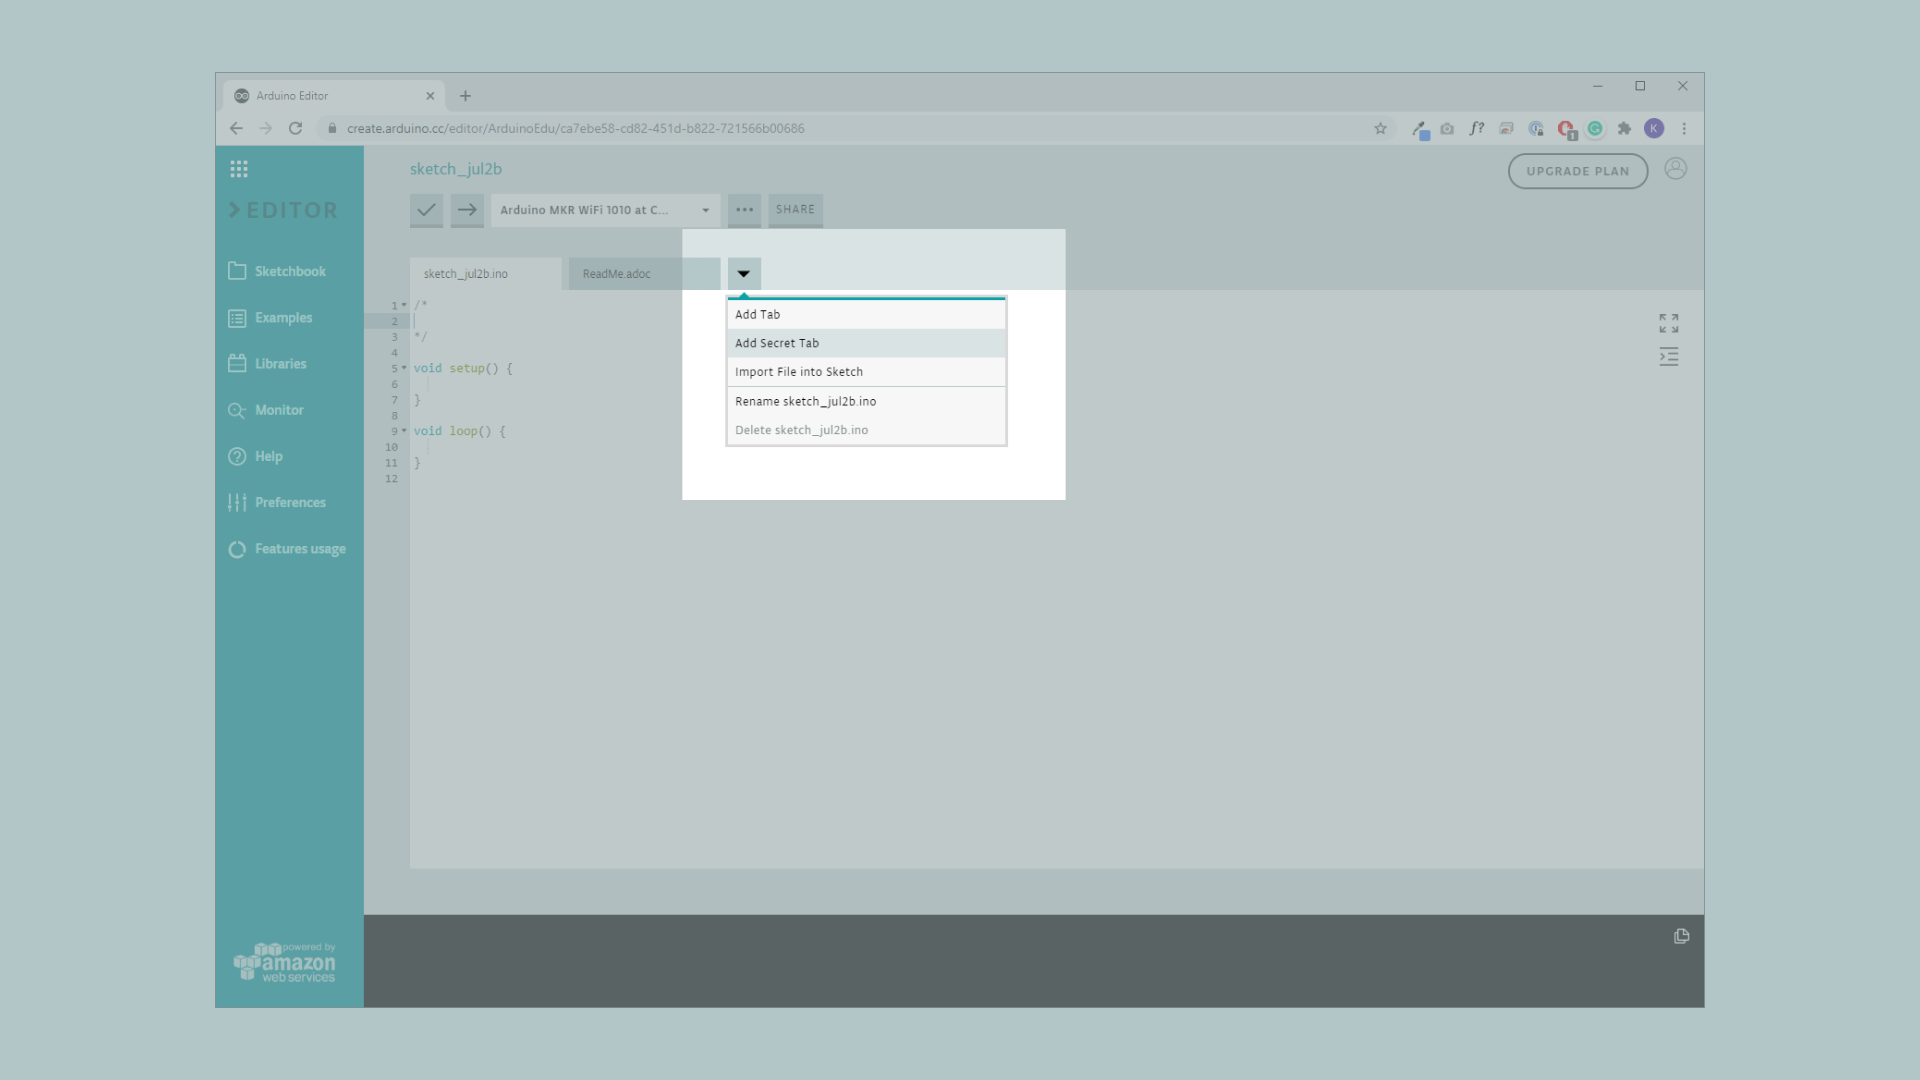 Arduino Editor
create.arduino.cc/editor/ArduinoEdu/ca7ebe58-cd82-451d-b822-721566b00686
f?
1
K
sketch_jul2b
UPGRADE PLAN
EDITOR
Arduino MKR WiFi 1010 at C...
SHARE
Sketchbook
Examples
Libraries
Monitor
Help
Preferences
Features usage
sketch_jul2b.ino
ReadMe.adoc
1 /*
2
3 */
4
5 void setup() {
6
7 }
8
9 void loop() {
10
11 }
12
Add Tab
Add Secret Tab
Import File into Sketch
Rename sketch_jul2b.ino
Delete sketch_jul2b.ino
powered by
amazon
web services